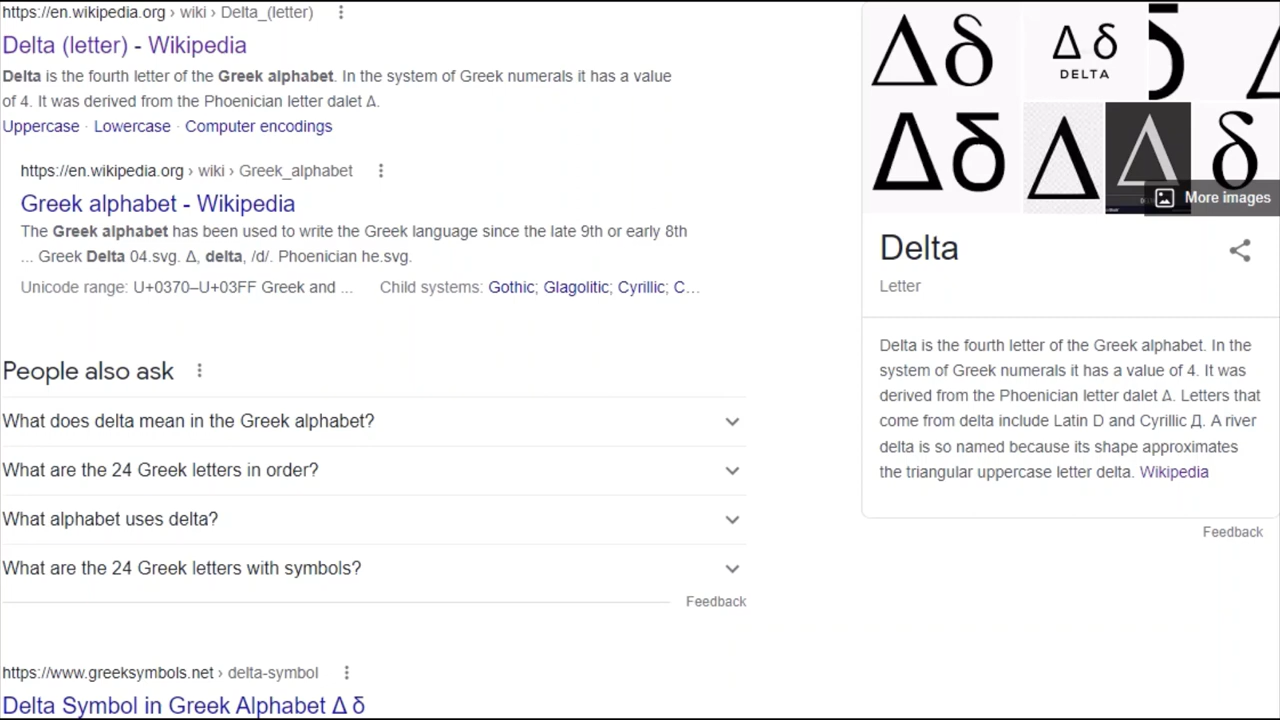 https://en.wikipedia.org › wiki › Delta_(letter)
Delta (letter) - Wikipedia
Delta is the fourth letter of the Greek alphabet. In the system of Greek numerals it has a value
of 4. It was derived from the Phoenician letter dalet Δ.
Uppercase · Lowercase · Computer encodings
https://en.wikipedia.org › wiki › Greek_alphabet
Greek alphabet - Wikipedia
The Greek alphabet has been used to write the Greek language since the late 9th or early 8th
... Greek Delta 04.svg. Δ, delta, /d/. Phoenician he.svg.
Unicode range: U+0370–U+03FF Greek and ... Child systems: Gothic; Glagolitic; Cyrillic; C...
People also ask
What does delta mean in the Greek alphabet?
What are the 24 Greek letters in order?
What alphabet uses delta?
What are the 24 Greek letters with symbols?
Feedback
https://www.greeksymbols.net › delta-symbol
Delta Symbol in Greek Alphabet Δ δ
Δ δ
Δ δ
DELTA
Δ δ
Δ
Δ
δ
More images
Delta
Letter
Delta is the fourth letter of the Greek alphabet. In the
system of Greek numerals it has a value of 4. It was
derived from the Phoenician letter dalet Δ. Letters that
come from delta include Latin D and Cyrillic Д. A river
delta is so named because its shape approximates
the triangular uppercase letter delta. Wikipedia
Feedback